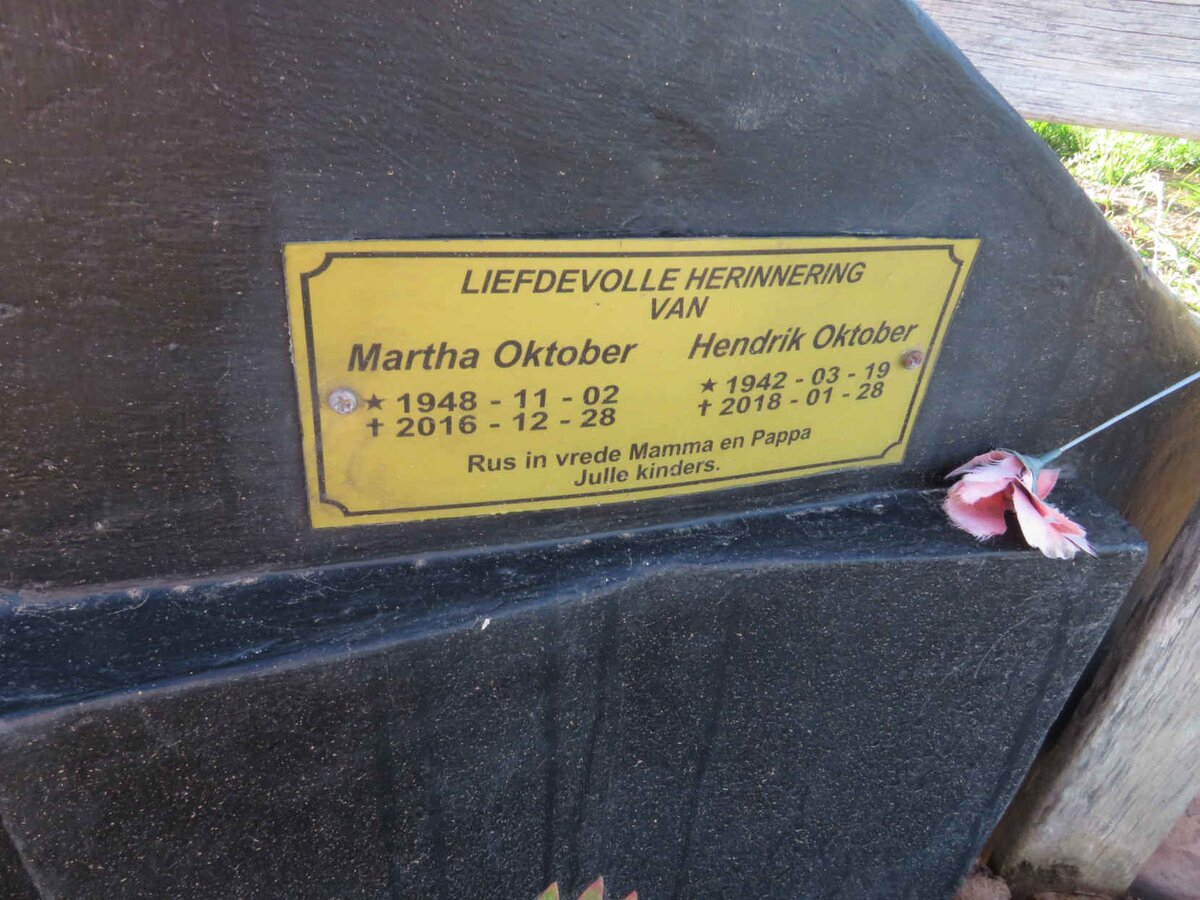 LIEFDEVOLLE HERINNERING
VAN
Martha Oktober
★ 1948 - 11 - 02
✝ 2016 - 12 - 28
Hendrik Oktober
★ 1942 - 03 - 19
✝ 2018 - 01 - 28
Rus in vrede Mamma en Pappa
Julle kinders.